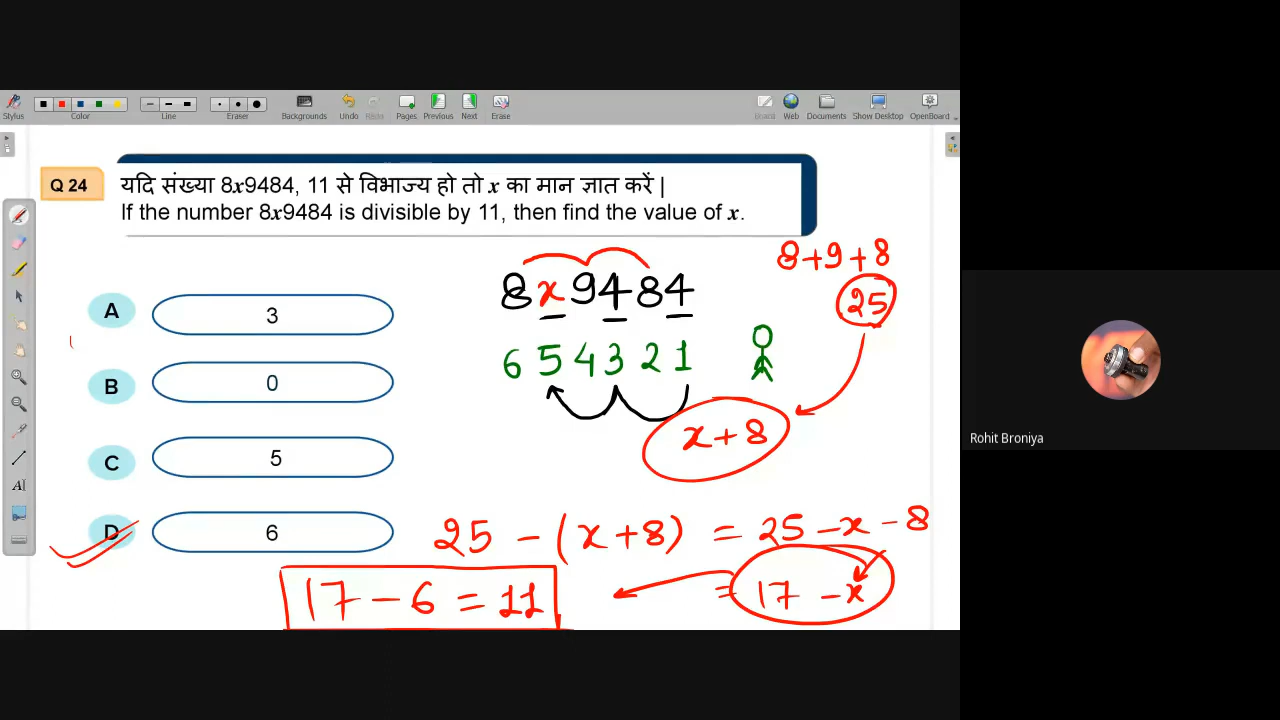 Stylus
Color
Line
Eraser
Backgrounds
Undo
Redo
Pages
Previous
Next
Erase
Board
Web
Documents
Show Desktop
OpenBoard
Q 24
यदि संख्या 8x9484, 11 से विभाज्य हो तो x का मान ज्ञात करें |
If the number 8x9484 is divisible by 11, then find the value of x.
8+9+8
25
8x9484
6 5 4 3 2 1
x+8
A 3
B 0
C 5
D 6
25 - (x+8) = 25 - x - 8
= 17 - x
17 - 6 = 11
Rohit Broniya